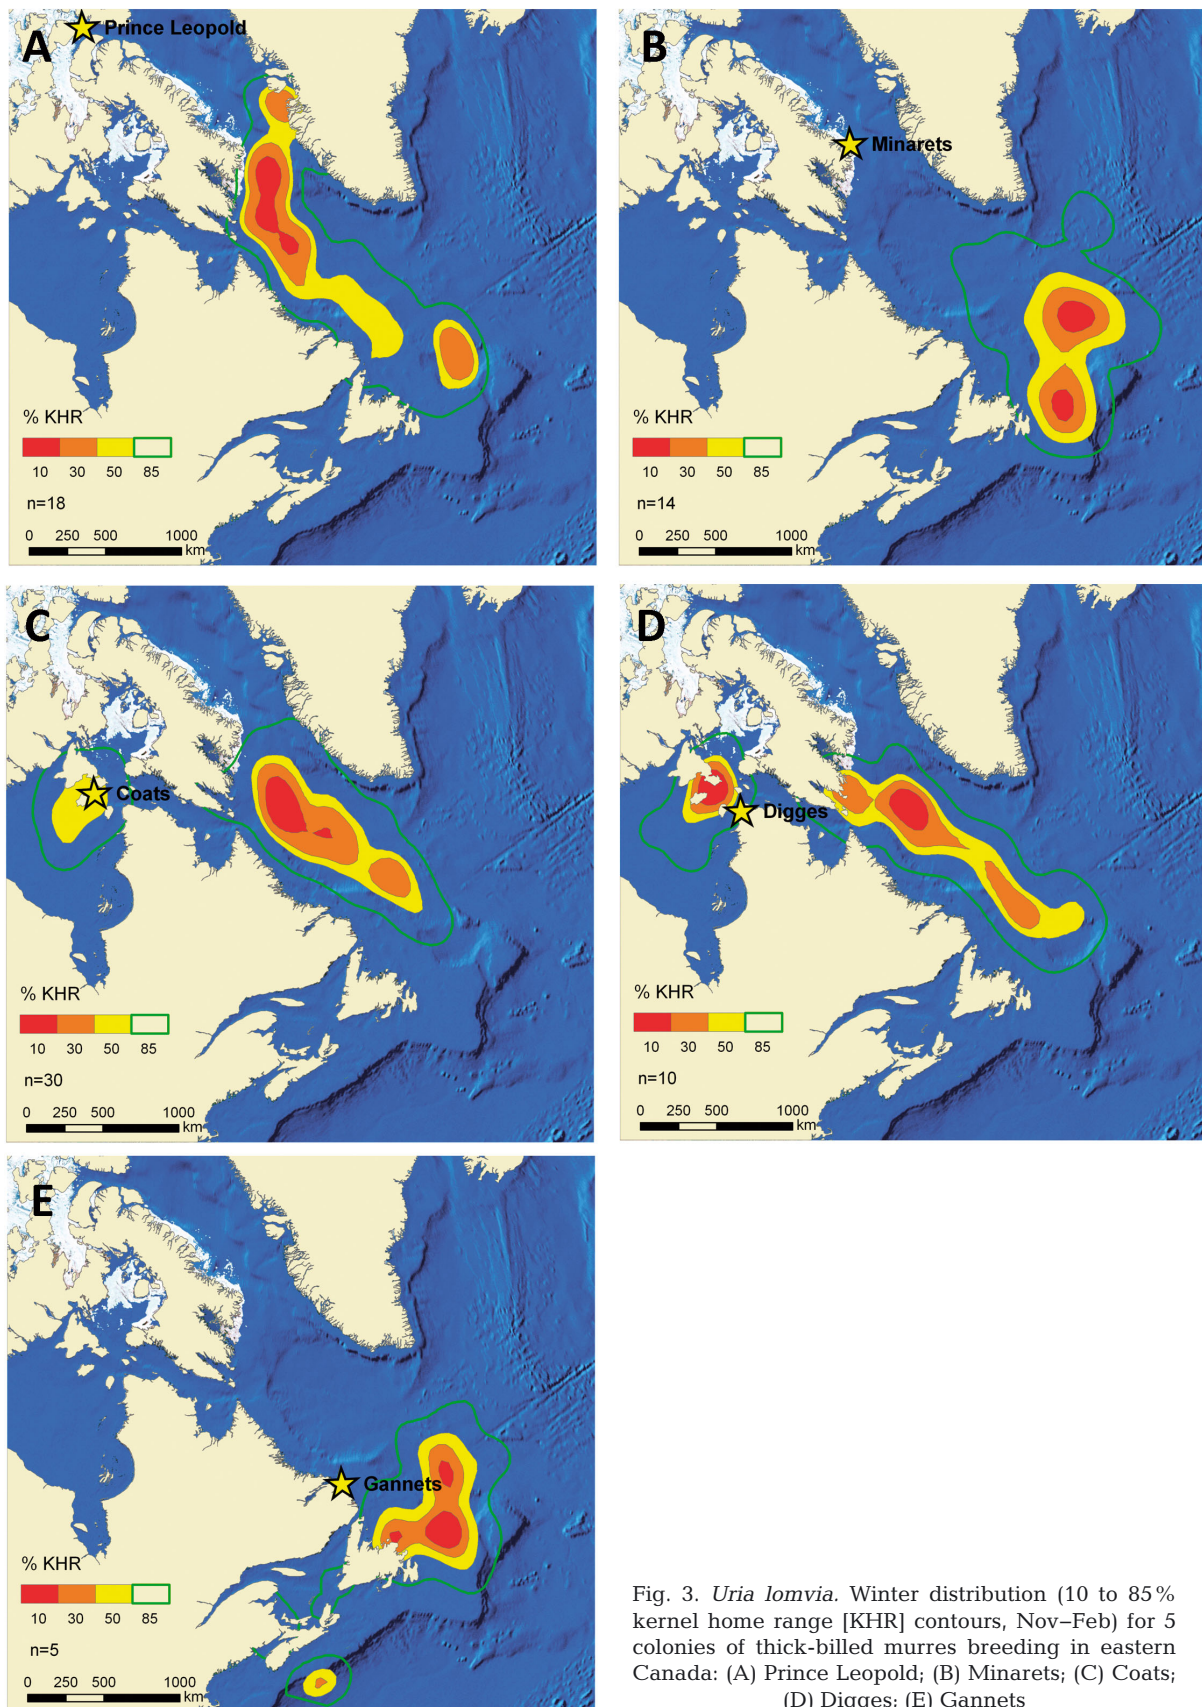 A
Prince Leopold
% KHR
10 30 50 85
n=18
0 250 500 1000
km
B
Minarets
% KHR
10 30 50 85
n=14
0 250 500 1000
km
C
Coats
% KHR
10 30 50 85
n=30
0 250 500 1000
km
D
Digges
% KHR
10 30 50 85
n=10
0 250 500 1000
km
E
Gannets
% KHR
10 30 50 85
n=5
0 250 500 1000
km
Fig. 3. Uria lomvia. Winter distribution (10 to 85%
kernel home range [KHR] contours, Nov–Feb) for 5
colonies of thick-billed murres breeding in eastern
Canada: (A) Prince Leopold; (B) Minarets; (C) Coats;
(D) Digges; (E) Gannets